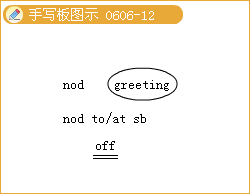 手写板图示 0606-12
nod greeting
nod to/at sb
off